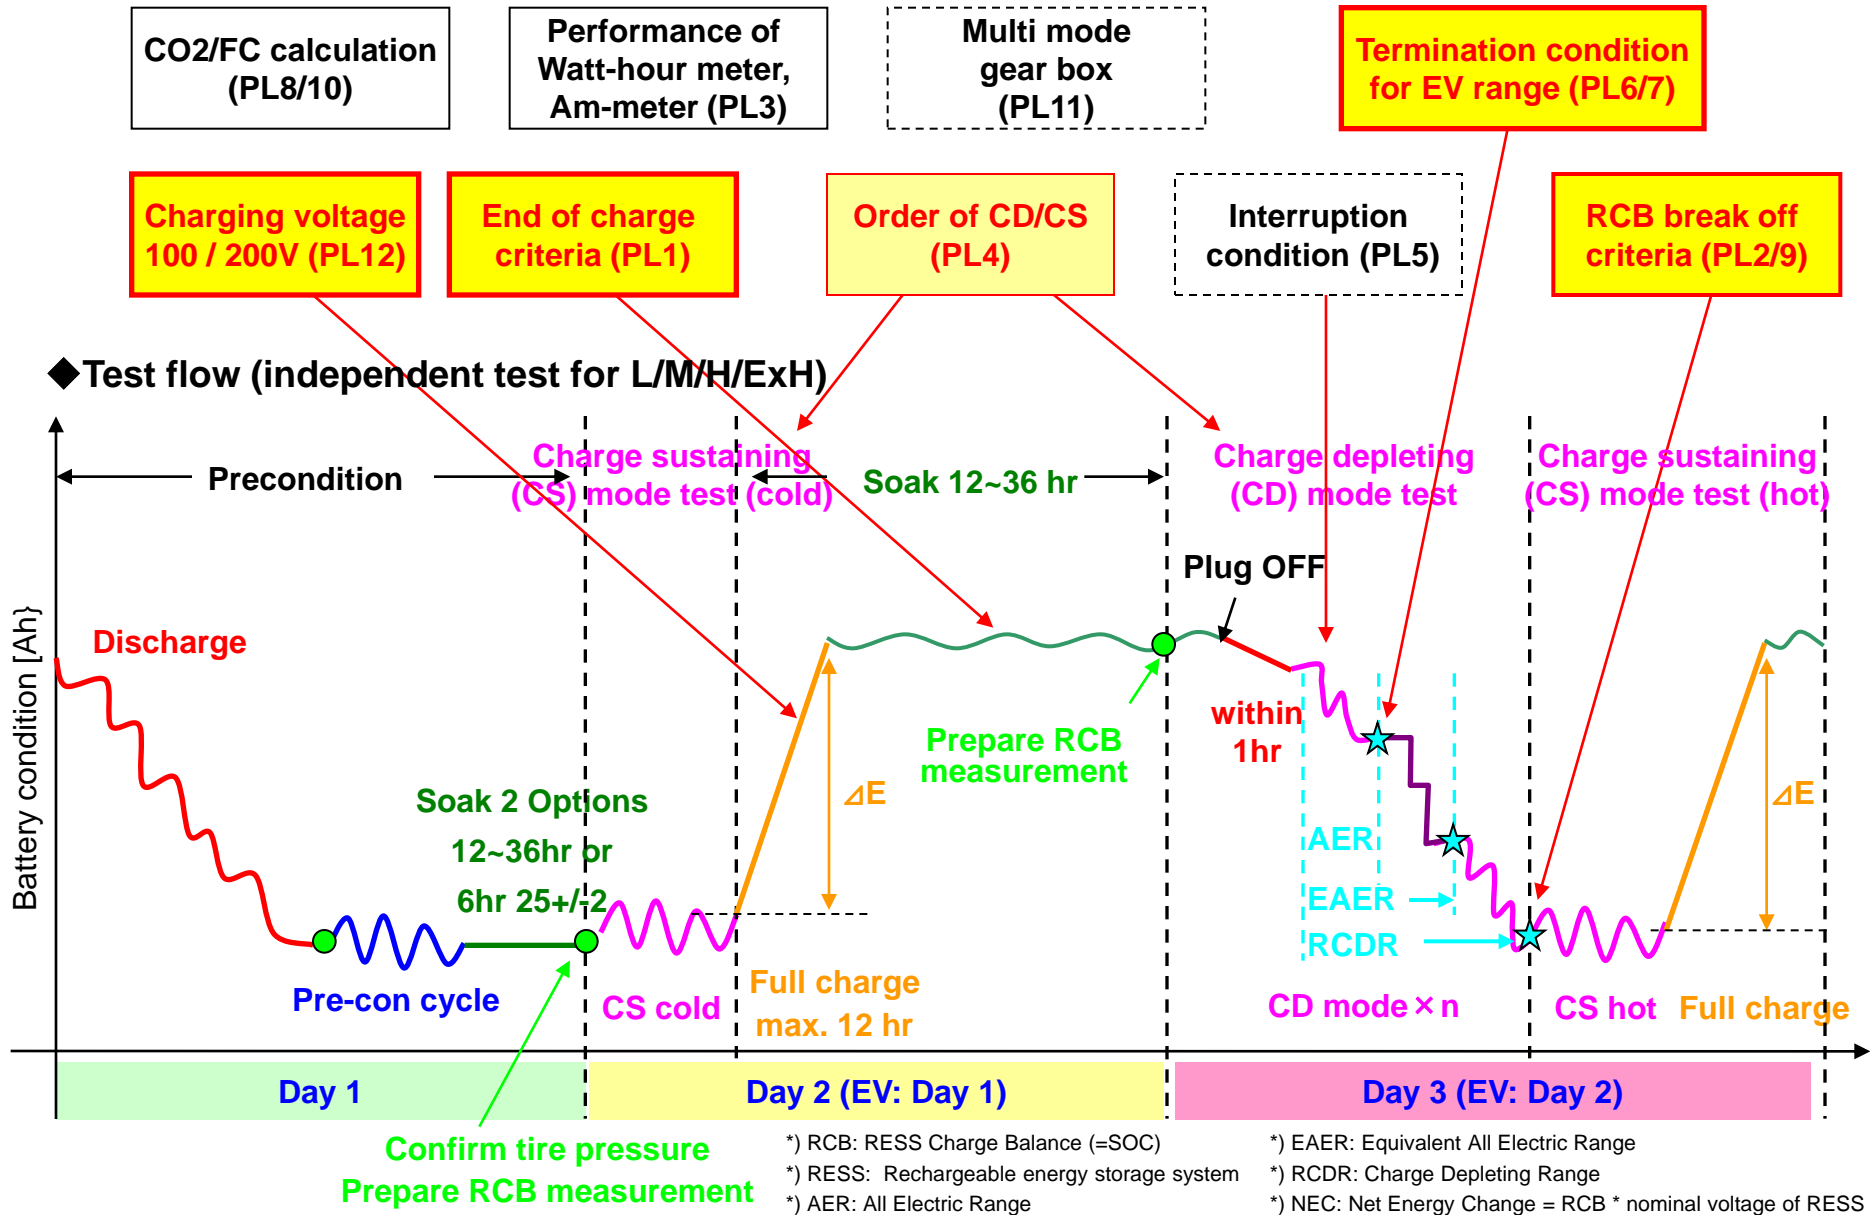 CO2/FC calculation
(PL8/10)
Performance of
Watt-hour meter,
Am-meter (PL3)
Multi mode
gear box
(PL11)
Termination condition
for EV range (PL6/7)
Charging voltage
100 / 200V (PL12)
End of charge
criteria (PL1)
Order of CD/CS
(PL4)
Interruption
condition (PL5)
RCB break off
criteria (PL2/9)
◆Test flow (independent test for L/M/H/ExH)
Precondition
Charge sustaining
(CS) mode test (cold)
Soak 12~36 hr
Charge depleting
(CD) mode test
Charge sustaining
(CS) mode test (hot)
Plug OFF
Battery condition [Ah}
Discharge
within
1hr
Prepare RCB
measurement
Soak 2 Options
12~36hr or
6hr 25+/-2
⊿E
⊿E
AER
EAER
RCDR
Pre-con cycle
CS cold
Full charge
max. 12 hr
CD mode × n
CS hot
Full charge
Day 1
Day 2 (EV: Day 1)
Day 3 (EV: Day 2)
Confirm tire pressure
Prepare RCB measurement
*) RCB: RESS Charge Balance (=SOC)
*) RESS: Rechargeable energy storage system
*) AER: All Electric Range
*) EAER: Equivalent All Electric Range
*) RCDR: Charge Depleting Range
*) NEC: Net Energy Change = RCB * nominal voltage of RESS